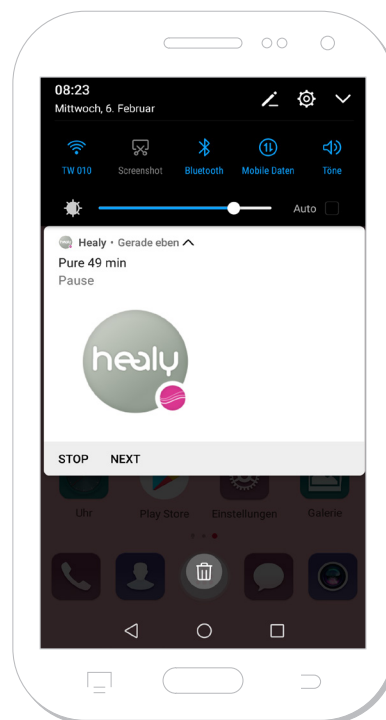 08:23
Mittwoch, 6. Februar
TW 010 Screenshot Bluetooth Mobile Daten Töne
Auto
Healy • Gerade eben
Pure 49 min
Pause
healy
STOP NEXT
Uhr Play Store Einstellungen Galerie